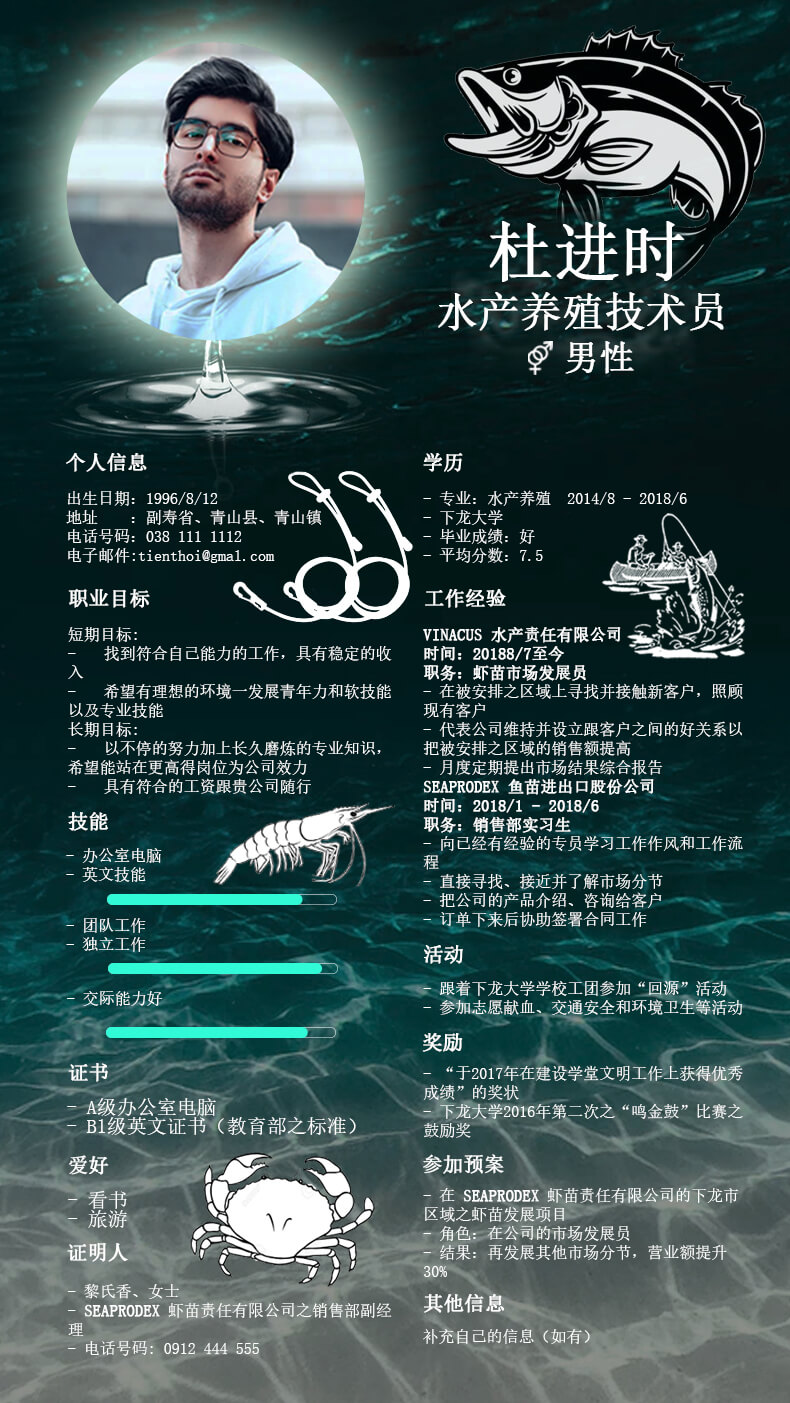 杜进时
水产养殖技术员
男性
个人信息
出生日期: 1996/8/12
地址　: 副寿省、青山县、青山镇
电话号码: 038 111 1112
电子邮件:tienthoi@gmal.com
职业目标
短期目标:
- 找到符合自己能力的工作，具有稳定的收
入
- 希望有理想的环境一发展青年力和软技能
以及专业技能
长期目标:
- 以不停的努力加上长久磨炼的专业知识，
希望能站在更高得岗位为公司效力
- 具有符合的工资跟贵公司随行
技能
- 办公室电脑
- 英文技能
- 团队工作
- 独立工作
- 交际能力好
证书
- A级办公室电脑
- B1级英文证书（教育部之标准）
爱好
- 看书
- 旅游
证明人
- 黎氏香、女士
- SEAPRODEX 虾苗责任有限公司之销售部副经
理
- 电话号码: 0912 444 555
学历
- 专业: 水产养殖 2014/8 - 2018/6
- 下龙大学
- 毕业成绩: 好
- 平均分数: 7.5
工作经验
VINACUS 水产责任有限公司
时间: 20188/7至今
职务: 虾苗市场发展员
- 在被安排之区域上寻找并接触新客户，照顾
现有客户
- 代表公司维持并设立跟客户之间的好关系以
把被安排之区域的销售额提高
- 月度定期提出市场结果综合报告
SEAPRODEX 鱼苗进出口股份公司
时间: 2018/1 - 2018/6
职务: 销售部实习生
- 向已经有经验的专员学习工作作风和工作流
程
- 直接寻找、接近并了解市场分节
- 把公司的产品介绍、咨询给客户
- 订单下来后协助签署合同工作
活动
- 跟着下龙大学学校工团参加“回源”活动
- 参加志愿献血、交通安全和环境卫生等活动
奖励
- “于2017年在建设学堂文明工作上获得优秀
成绩”的奖状
- 下龙大学2016年第二次之“鸣金鼓”比赛之
鼓励奖
参加预案
- 在 SEAPRODEX 虾苗责任有限公司的下龙市
区域之虾苗发展项目
- 角色: 在公司的市场发展员
- 结果: 再发展其他市场分节，营业额提升
30%
其他信息
补充自己的信息（如有）